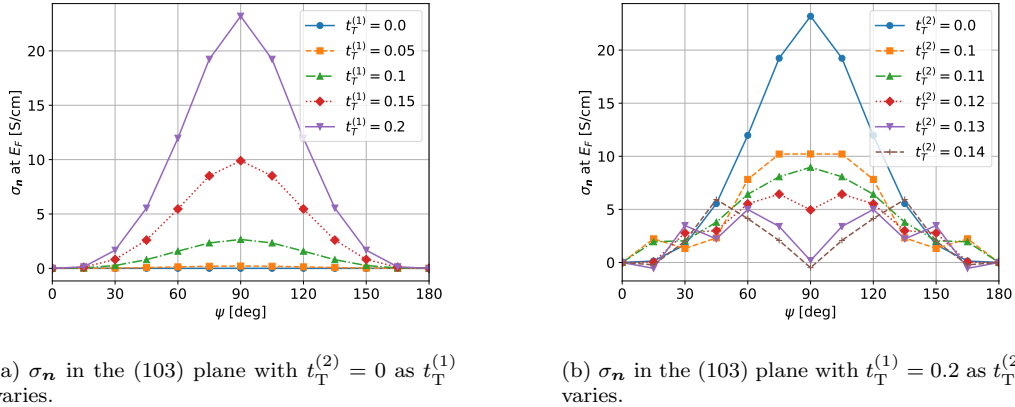 t_T^(1) = 0.0
t_T^(1) = 0.05
t_T^(1) = 0.1
t_T^(1) = 0.15
t_T^(1) = 0.2
σ_n at E_F [S/cm]
20
15
10
5
0
0 30 60 90 120 150 180
ψ [deg]
t_T^(2) = 0.0
t_T^(2) = 0.1
t_T^(2) = 0.11
t_T^(2) = 0.12
t_T^(2) = 0.13
t_T^(2) = 0.14
σ_n at E_F [S/cm]
20
15
10
5
0
0 30 60 90 120 150 180
ψ [deg]
a) σ_n in the (103) plane with t_T^(2) = 0 as t_T^(1)
varies.
(b) σ_n in the (103) plane with t_T^(1) = 0.2 as t_T^(2
varies.